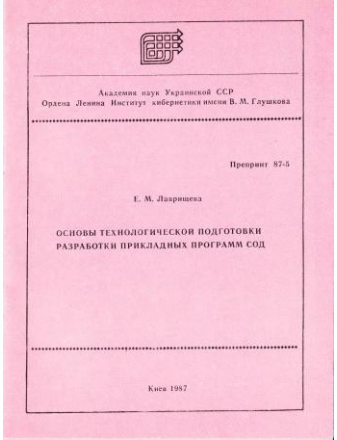 Академия наук Украинской ССР
Ордена Ленина Институт кибернетики имени В. М. Глушкова
Препринт 87-5
Е. М. Лаврищева
ОСНОВЫ ТЕХНОЛОГИЧЕСКОЙ ПОДГОТОВКИ
РАЗРАБОТКИ ПРИКЛАДНЫХ ПРОГРАММ СОД
Киев 1987